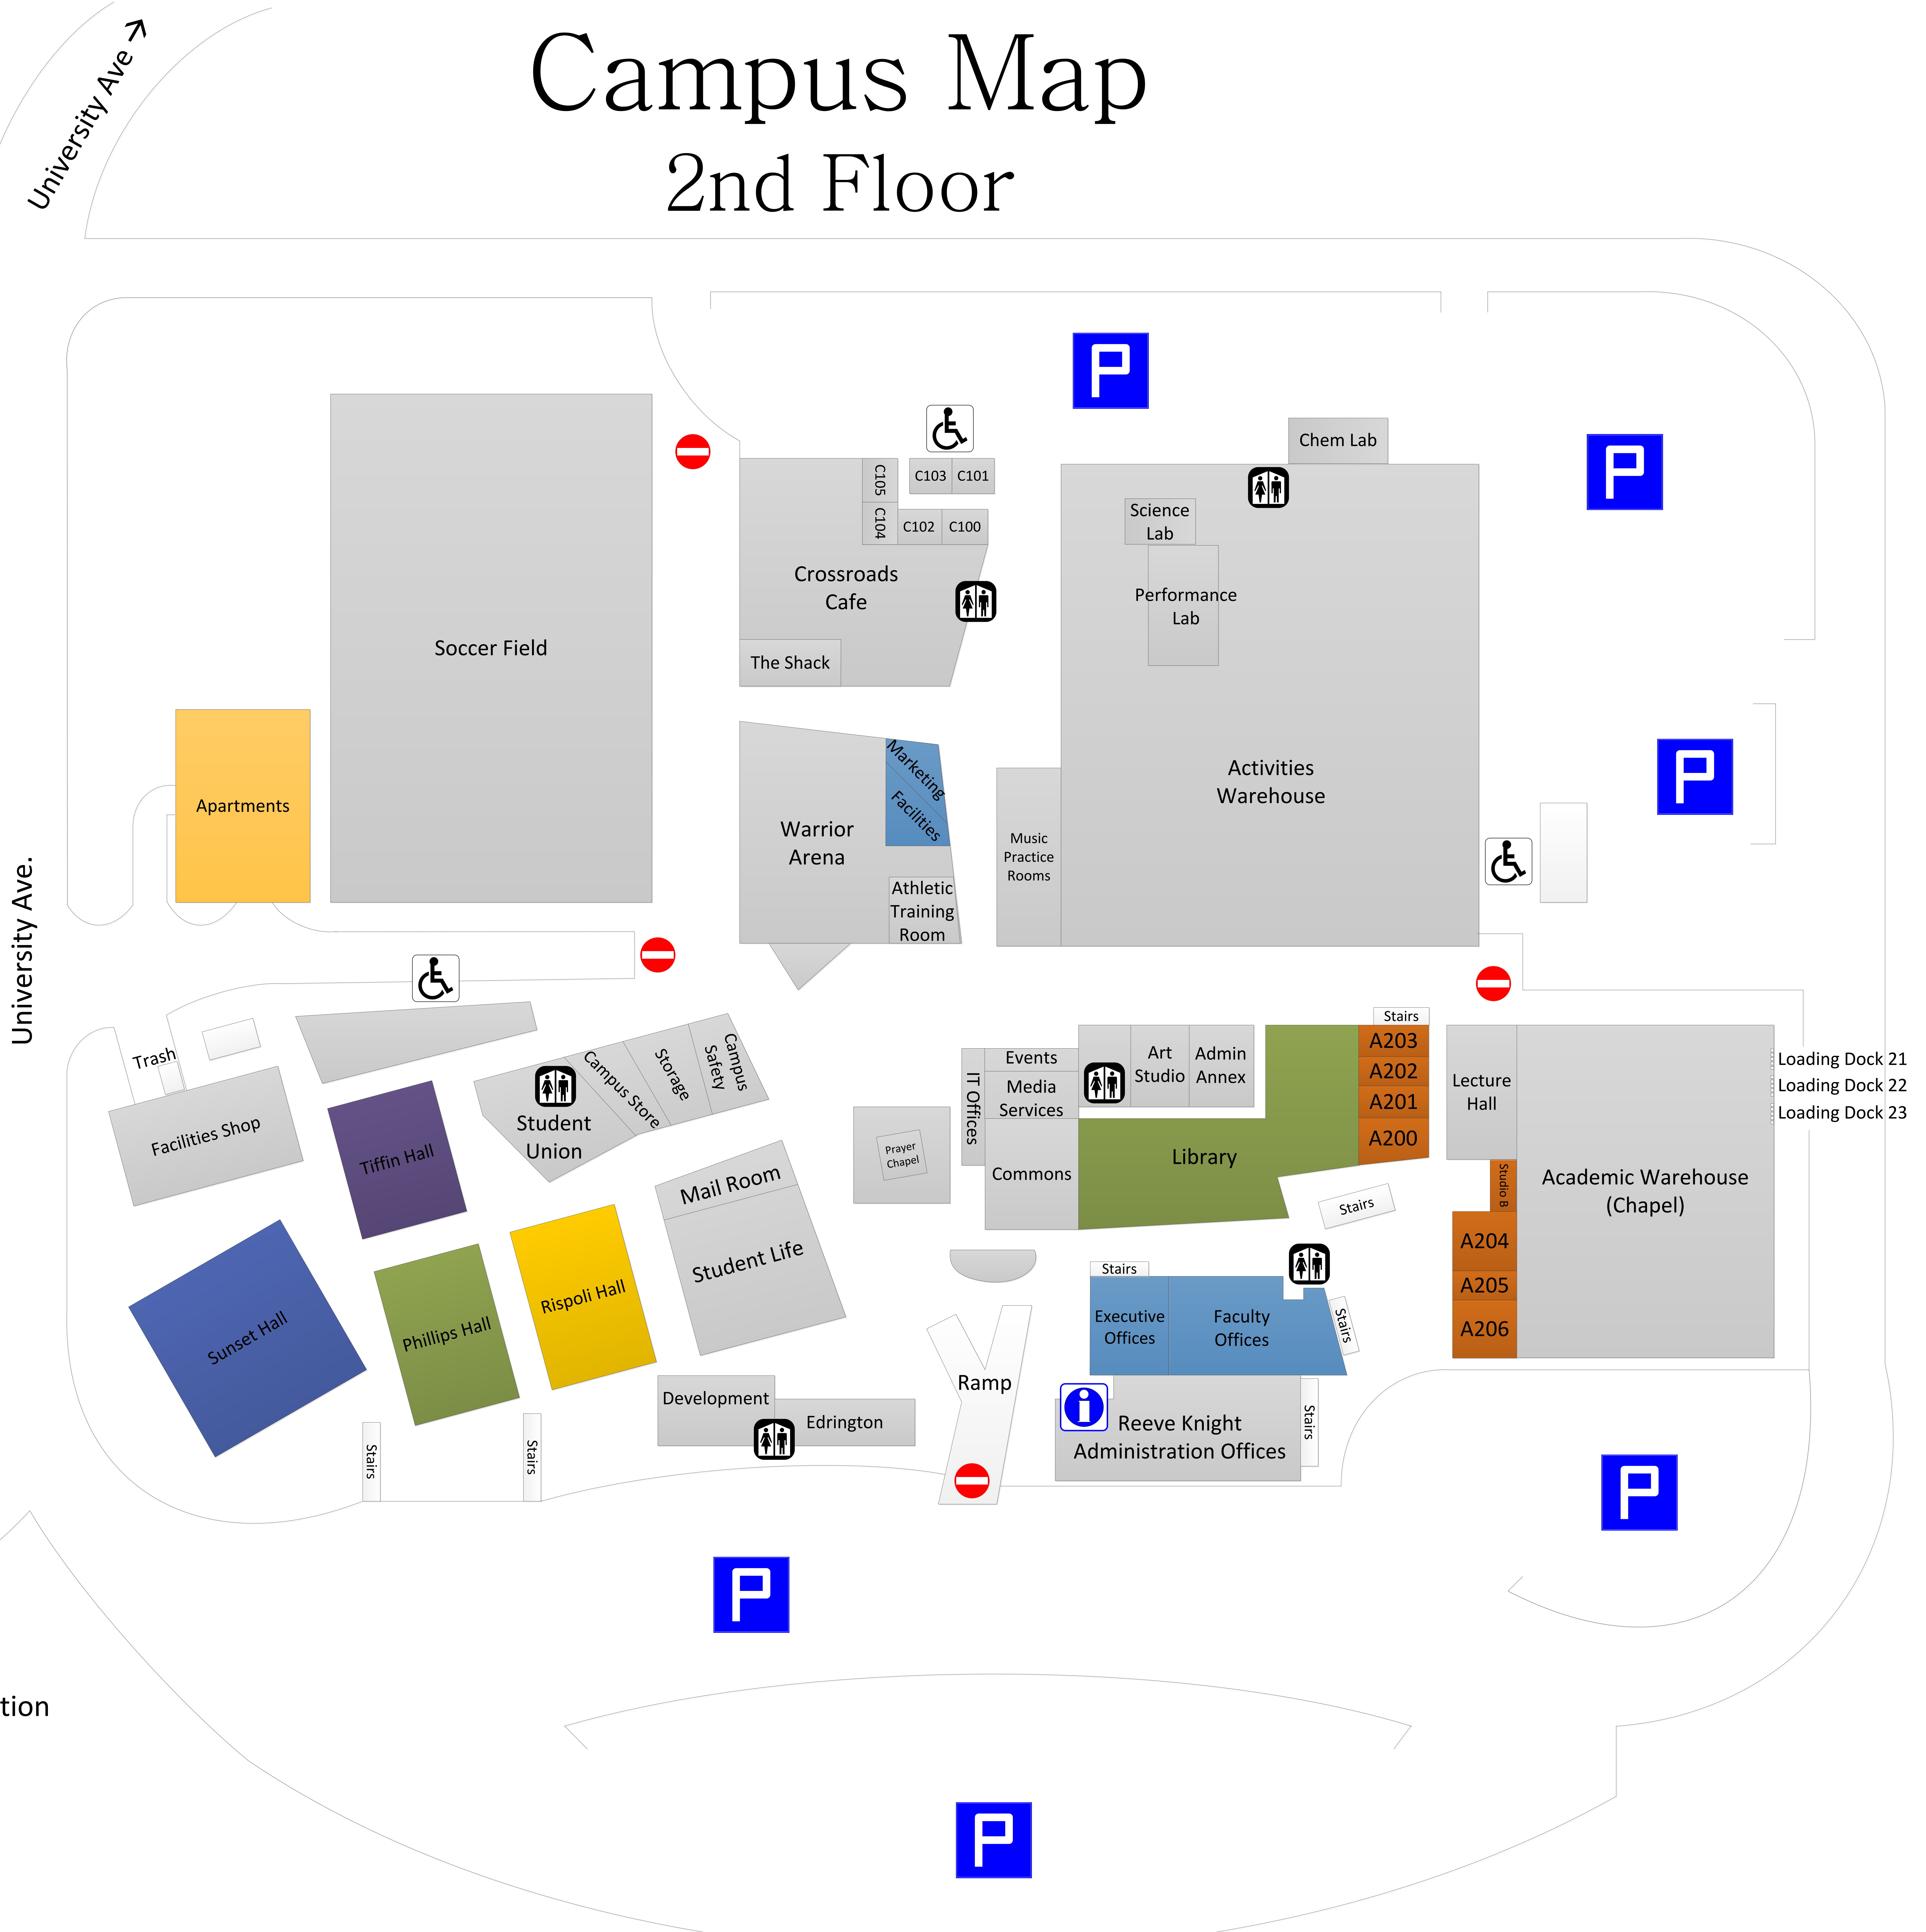 Campus Map
2nd Floor
University Ave →
P
Chem Lab
P
C105
C103
C101
C104
C102
C100
Science
Lab
Crossroads
Cafe
Performance
Lab
Soccer Field
The Shack
Marketing
Facilities
Activities
Warehouse
P
Apartments
Warrior
Arena
Music
Practice
Rooms
Athletic
Training
Room
University Ave.
Stairs
Trash
Campus
Safety
Storage
Campus Store
Student
Union
Facilities Shop
Tiffin Hall
Events
Media
Services
IT Offices
Commons
Art
Studio
Admin
Annex
A203
A202
A201
A200
Lecture
Hall
Loading Dock 21
Loading Dock 22
Loading Dock 23
Prayer
Chapel
Library
Mail Room
Student Life
Stairs
Studio B
Academic Warehouse
(Chapel)
A204
A205
A206
Sunset Hall
Phillips Hall
Rispoli Hall
Stairs
Executive
Offices
Faculty
Offices
Stairs
Ramp
Development
Edrington
i
Reeve Knight
Administration Offices
Stairs
Stairs
Stairs
P
P
tion
P